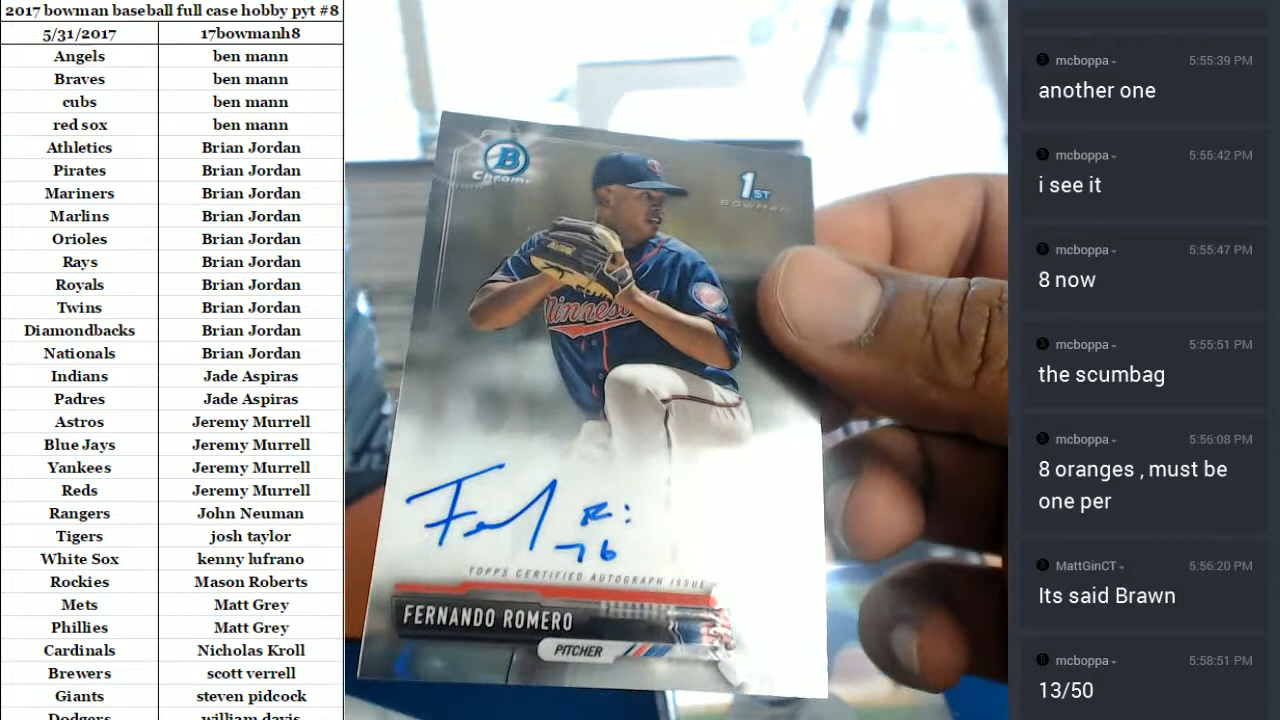 2017 bowman baseball full case hobby pyt #8
5/31/2017 17bowmanh8
Angels ben mann
Braves ben mann
cubs ben mann
red sox ben mann
Athletics Brian Jordan
Pirates Brian Jordan
Mariners Brian Jordan
Marlins Brian Jordan
Orioles Brian Jordan
Rays Brian Jordan
Royals Brian Jordan
Twins Brian Jordan
Diamondbacks Brian Jordan
Nationals Brian Jordan
Indians Jade Aspiras
Padres Jade Aspiras
Astros Jeremy Murrell
Blue Jays Jeremy Murrell
Yankees Jeremy Murrell
Reds Jeremy Murrell
Rangers John Neuman
Tigers josh taylor
White Sox kenny lufrano
Rockies Mason Roberts
Mets Matt Grey
Phillies Matt Grey
Cardinals Nicholas Kroll
Brewers scott verrell
Giants steven pidcock
Dodgers william davis
B
Chrome
1ST
BOWMAN
Minneso
76
TOPPS CERTIFIED AUTOGRAPH ISSUE
FERNANDO ROMERO
PITCHER
mcboppa 5:55:39 PM
another one
mcboppa 5:55:42 PM
i see it
mcboppa 5:55:47 PM
8 now
mcboppa 5:55:51 PM
the scumbag
mcboppa 5:56:08 PM
8 oranges , must be
one per
MattGinCT 5:56:20 PM
Its said Brawn
mcboppa 5:58:51 PM
13/50